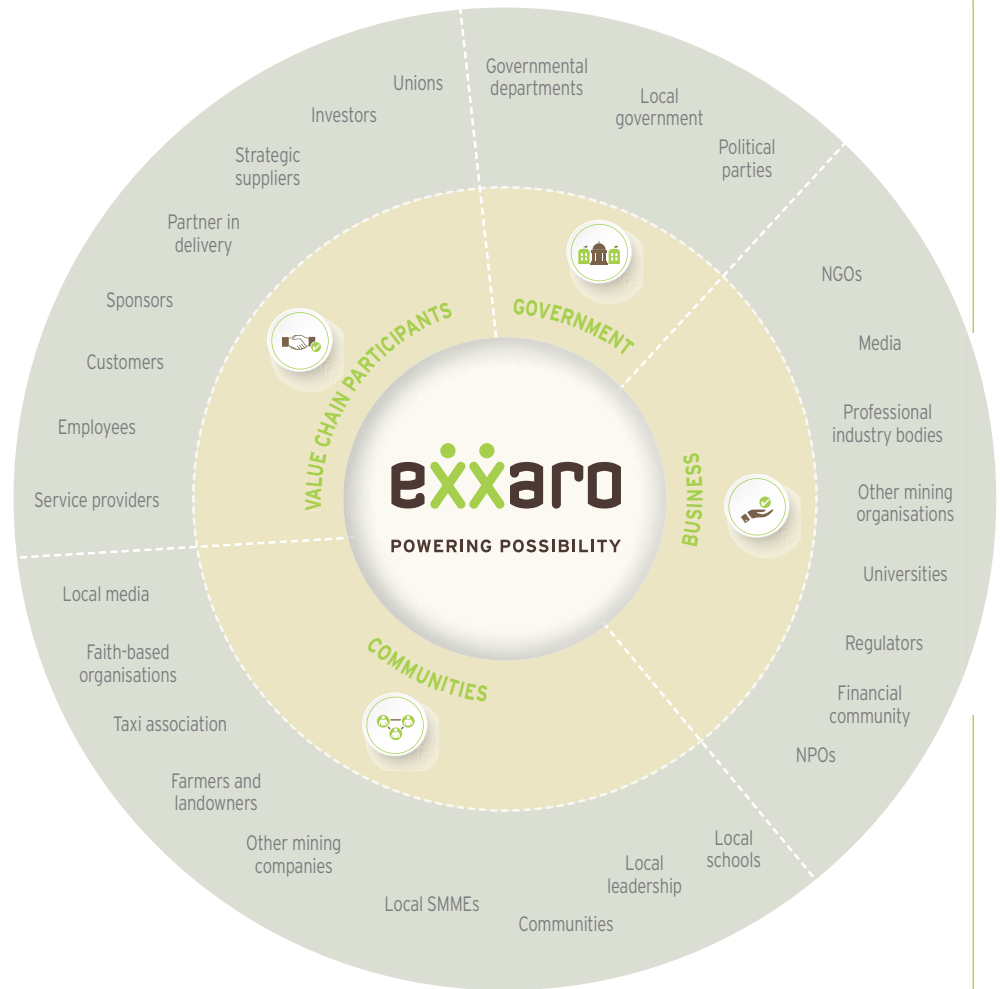 Unions
Investors
Strategic
suppliers
Partner in
delivery
Sponsors
Customers
Employees
Service providers
VALUE CHAIN PARTICIPANTS
Governmental
departments
Local
government
Political
parties
GOVERNMENT
NGOs
Media
Professional
industry bodies
Other mining
organisations
Universities
Regulators
Financial
community
NPOs
BUSINESS
exxaro
POWERING POSSIBILITY
COMMUNITIES
Local media
Faith-based
organisations
Taxi association
Farmers and
landowners
Other mining
companies
Local SMMEs
Communities
Local
leadership
Local
schools